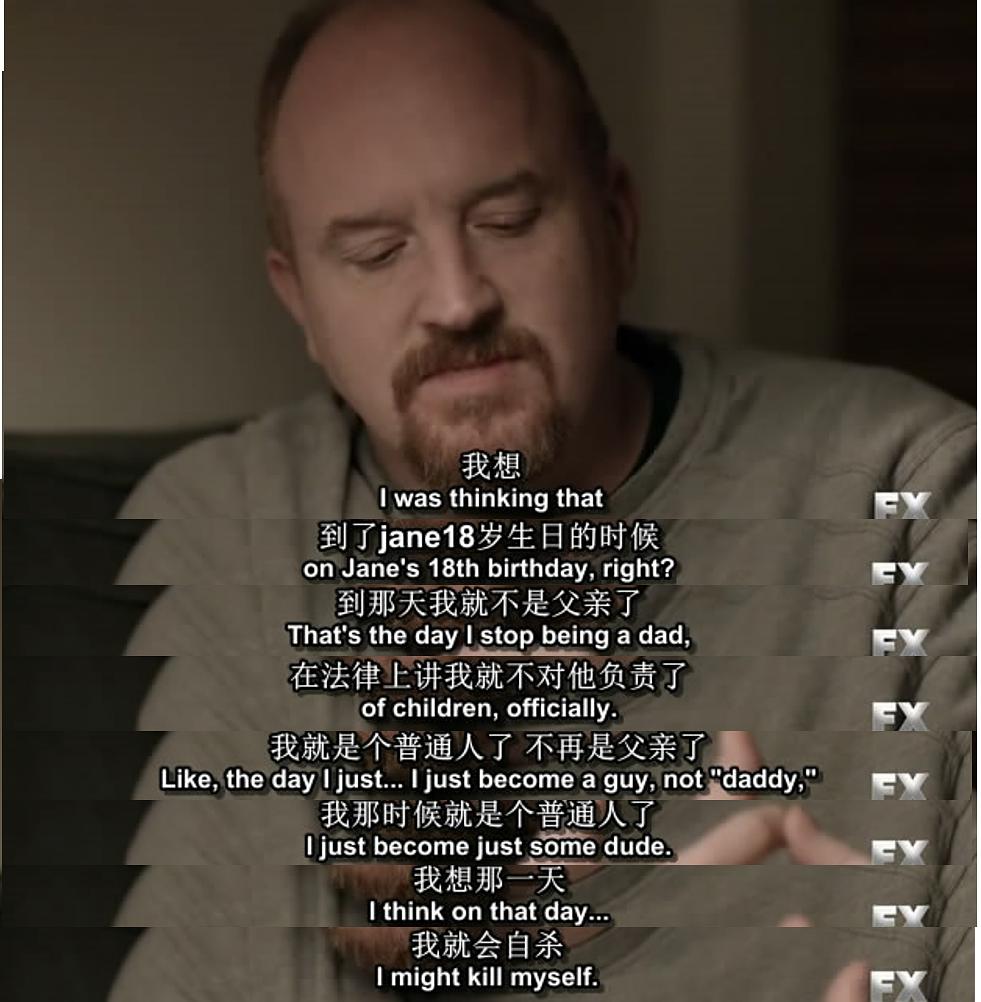 我想
I was thinking that
FX
到了jane18岁生日的时候
on Jane's 18th birthday, right?
FX
到那天我就不是父亲了
That's the day I stop being a dad,
FX
在法律上讲我就不对他负责了
of children, officially.
FX
我就是个普通人了 不再是父亲了
Like, the day I just... I just become a guy, not "daddy,"
FX
我那时候就是个普通人了
I just become just some dude.
FX
我想那一天
I think on that day...
FX
我就会自杀
I might kill myself.
FX